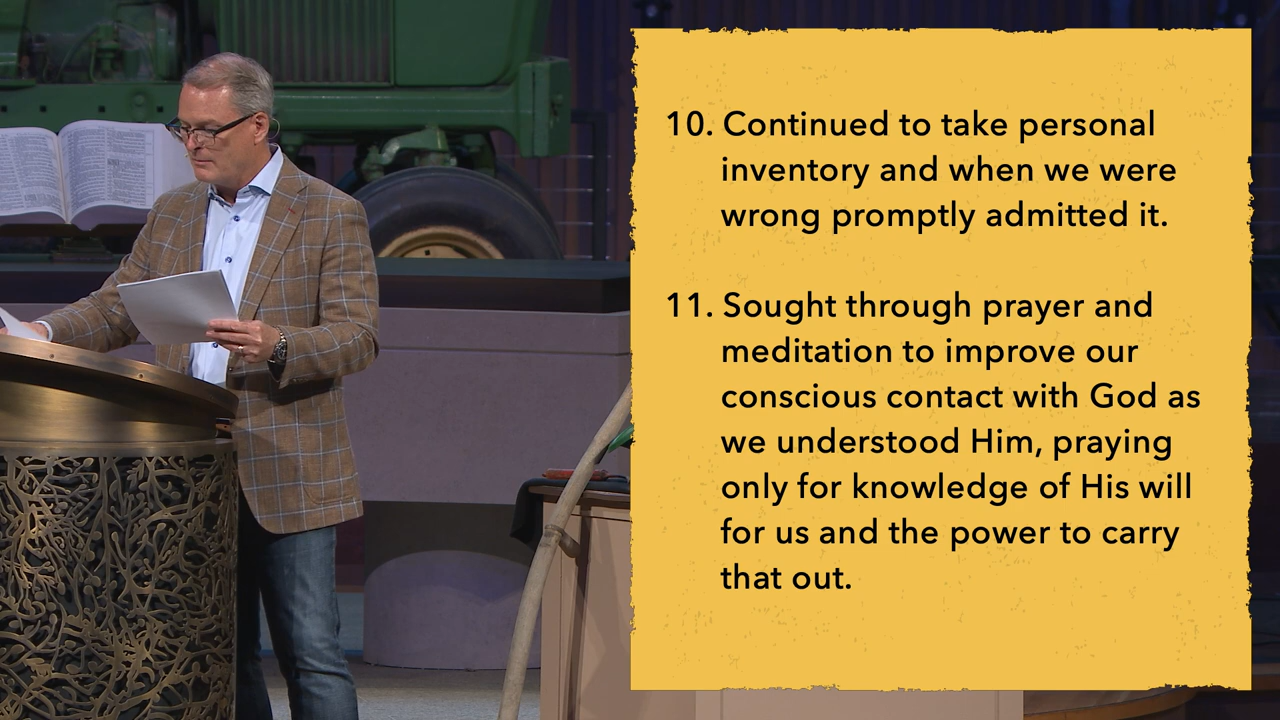 10. Continued to take personal
inventory and when we were
wrong promptly admitted it.
11. Sought through prayer and
meditation to improve our
conscious contact with God as
we understood Him, praying
only for knowledge of His will
for us and the power to carry
that out.